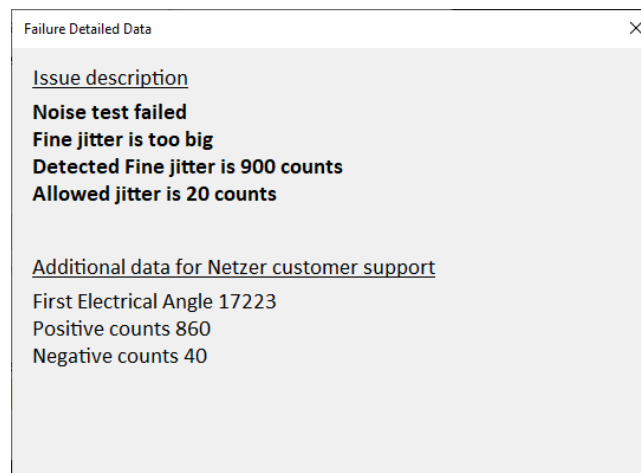 Failure Detailed Data
Issue description
Noise test failed
Fine jitter is too big
Detected Fine jitter is 900 counts
Allowed jitter is 20 counts
Additional data for Netzer customer support
First Electrical Angle 17223
Positive counts 860
Negative counts 40